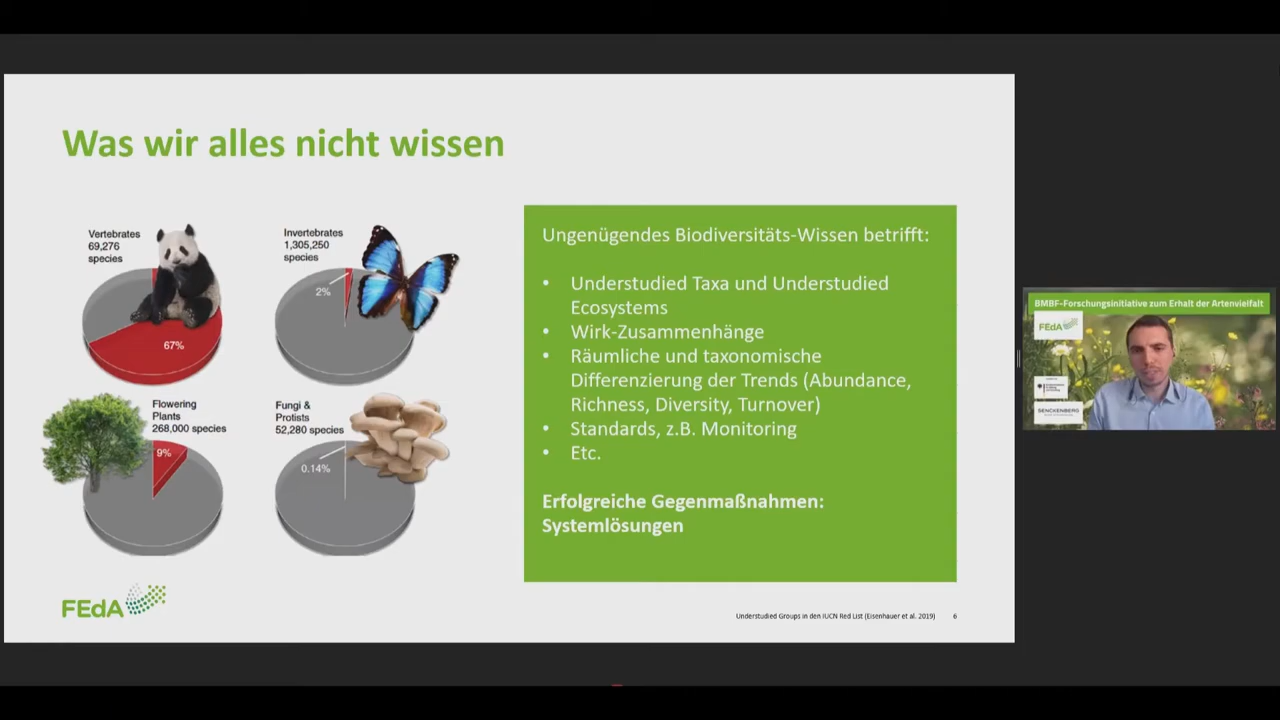 Was wir alles nicht wissen
Vertebrates
69,276
species
67%
Invertebrates
1,305,250
species
2%
Flowering
Plants
268,000 species
9%
Fungi &
Protists
52,280 species
0.14%
Ungenügendes Biodiversitäts-Wissen betrifft:
• Understudied Taxa und Understudied
Ecosystems
• Wirk-Zusammenhänge
• Räumliche und taxonomische
Differenzierung der Trends (Abundance,
Richness, Diversity, Turnover)
• Standards, z.B. Monitoring
• Etc.
Erfolgreiche Gegenmaßnahmen:
Systemlösungen
FEdA
Understudied Groups in den IUCN Red List (Eisenhauer et al. 2019)
6
BMBF-Forschungsinitiative zum Erhalt der Artenvielfalt
FEdA
SENCKENBERG